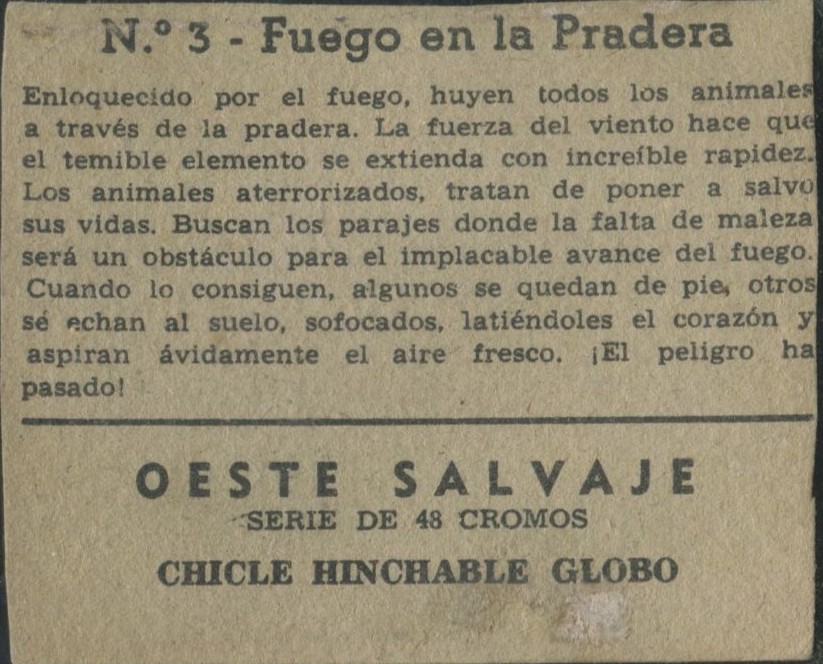 N.º 3 - Fuego en la Pradera
Enloquecido por el fuego, huyen todos los animales
a través de la pradera. La fuerza del viento hace que
el temible elemento se extienda con increíble rapidez.
Los animales aterrorizados, tratan de poner a salvo
sus vidas. Buscan los parajes donde la falta de maleza
será un obstáculo para el implacable avance del fuego.
Cuando lo consiguen, algunos se quedan de pie, otros
sé echan al suelo, sofocados, latiéndoles el corazón y
aspiran ávidamente el aire fresco. ¡El peligro ha
pasado!
OESTE SALVAJE
SERIE DE 48 CROMOS
CHICLE HINCHABLE GLOBO